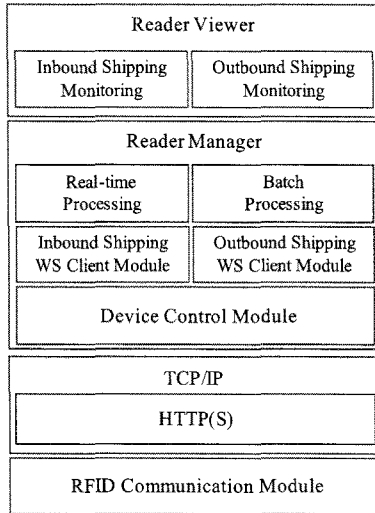 Reader Viewer
Inbound Shipping
Monitoring
Outbound Shipping
Monitoring
Reader Manager
Real-time
Processing
Batch
Processing
Inbound Shipping
WS Client Module
Outbound Shipping
WS Client Module
Device Control Module
TCP/IP
HTTP(S)
RFID Communication Module